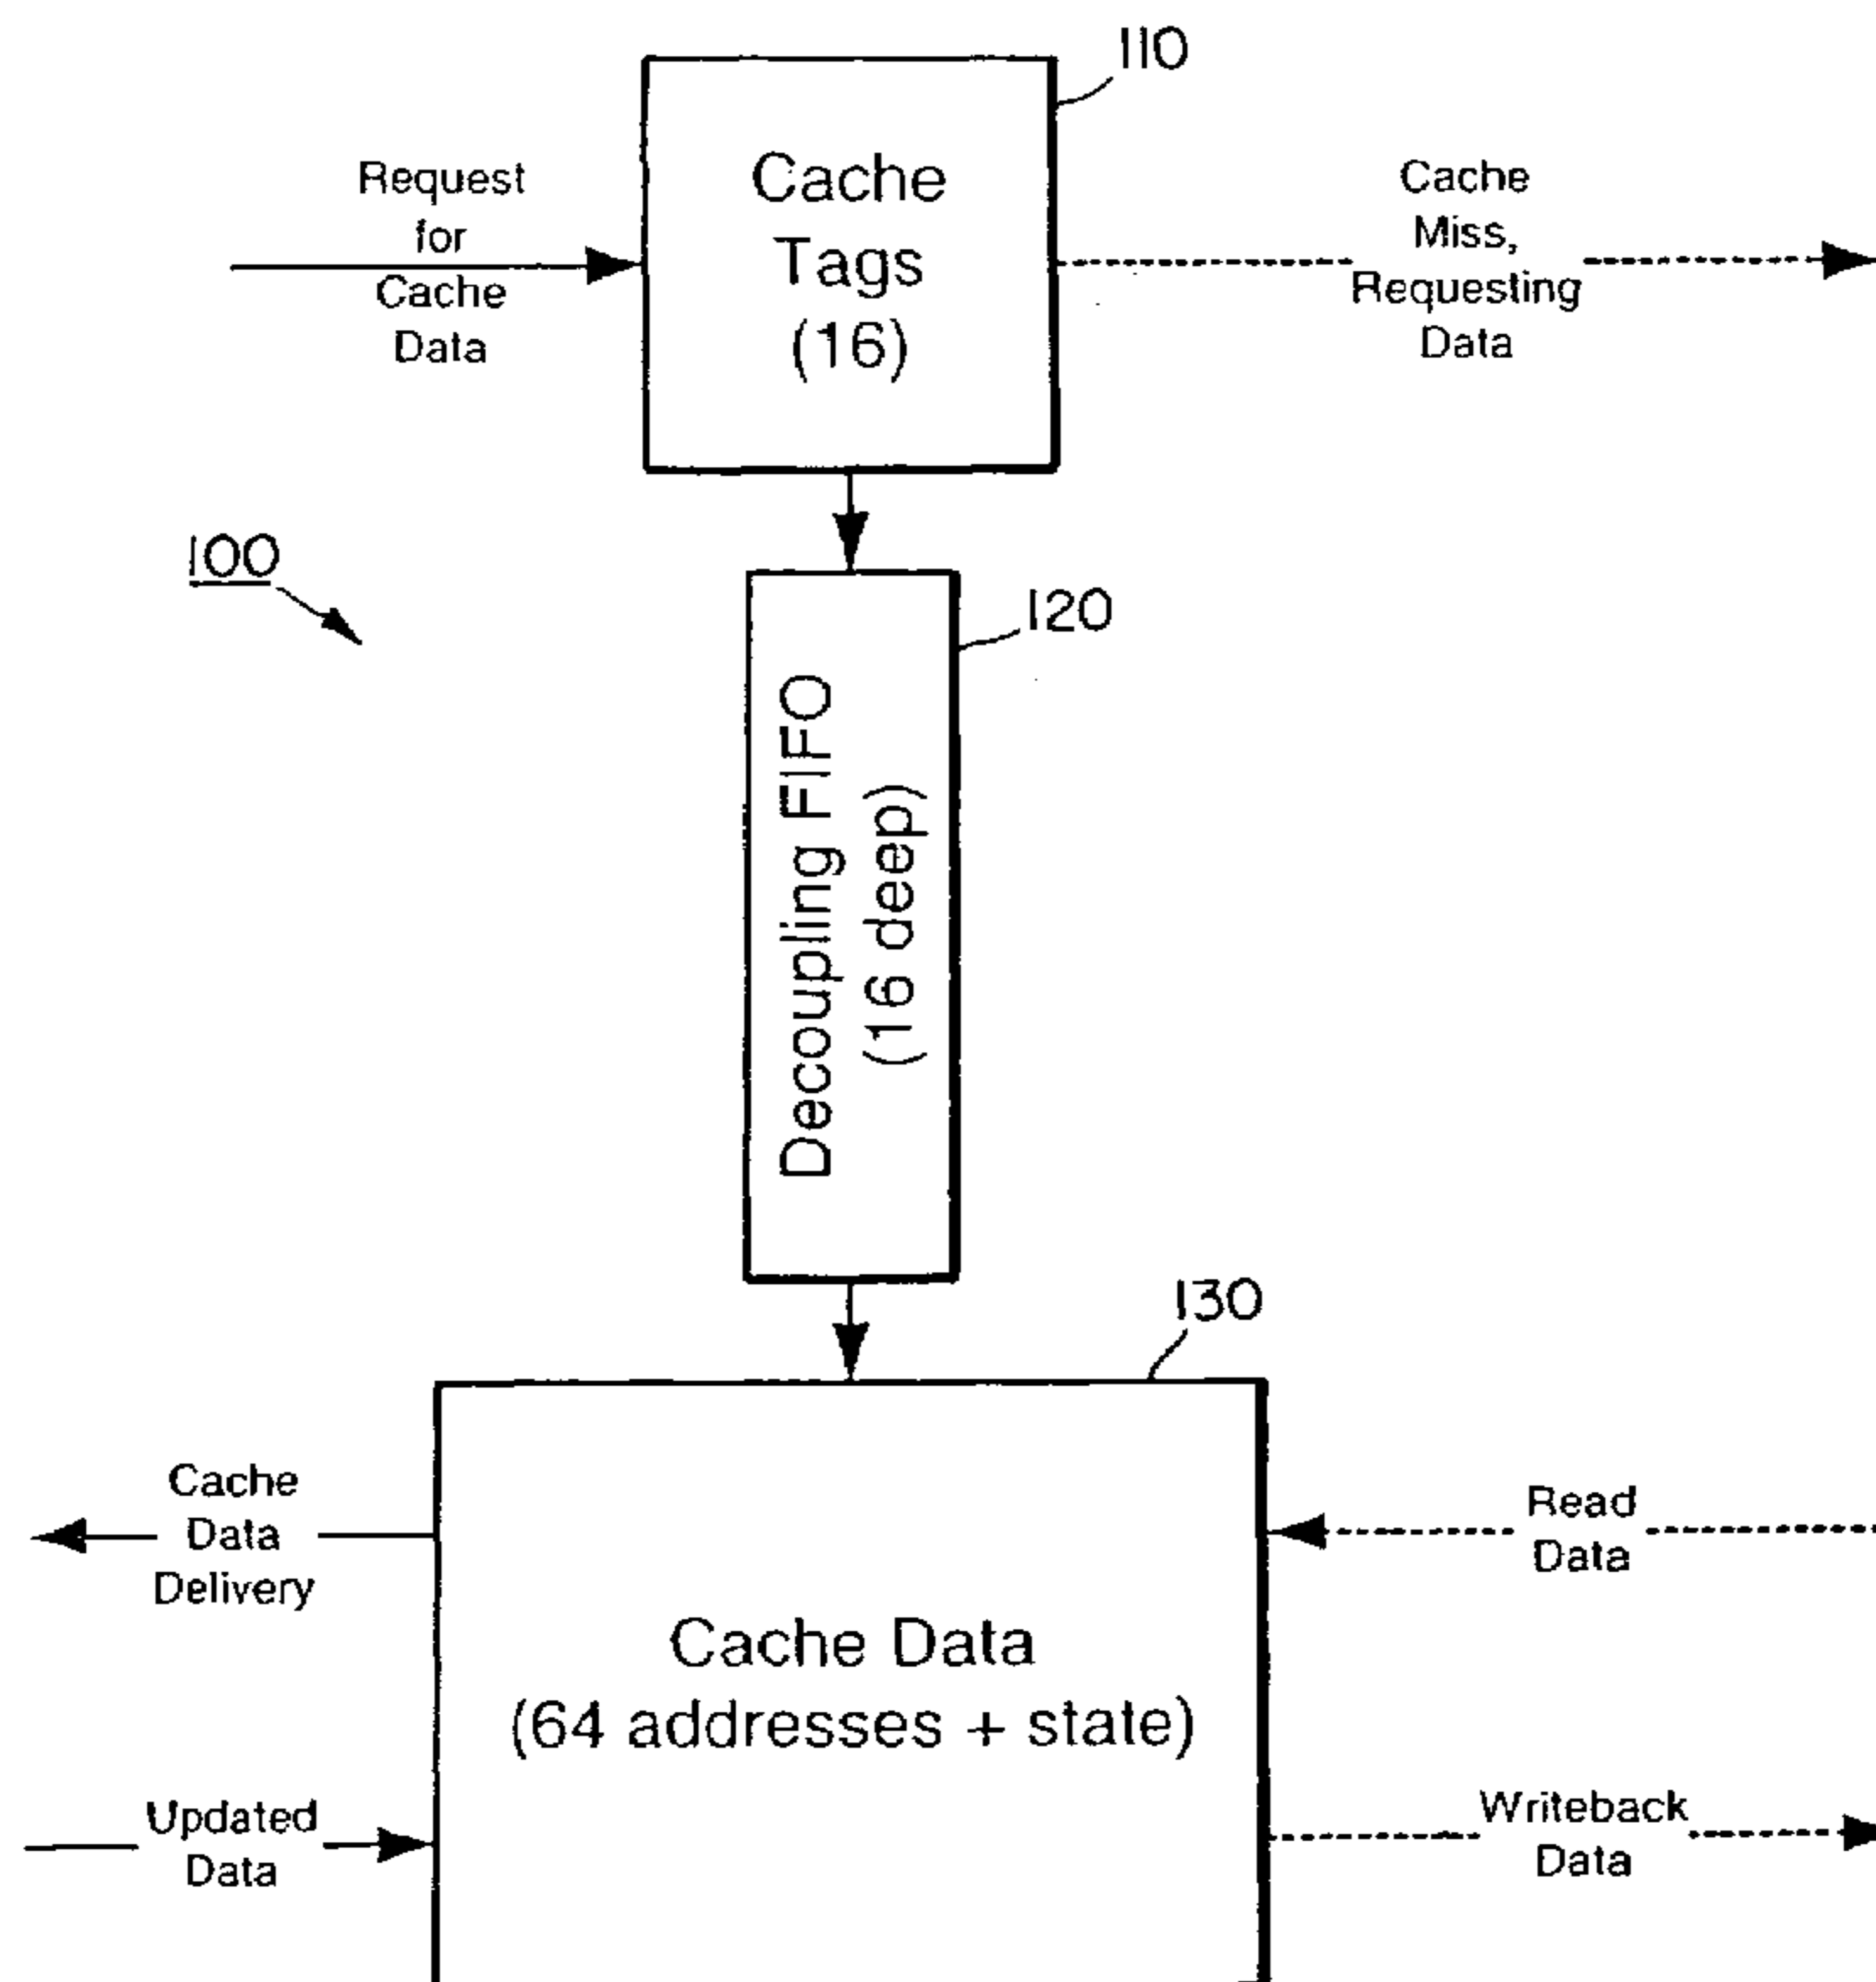 110
Request
for
Cache
Data
Cache
Tags
(16)
Cache
Miss,
Requesting
Data
100
120
Decoupling FIFO
(16 deep)
130
Cache
Data
Delivery
Read
Data
Cache Data
(64 addresses + state)
Updated
Data
Writeback
Data